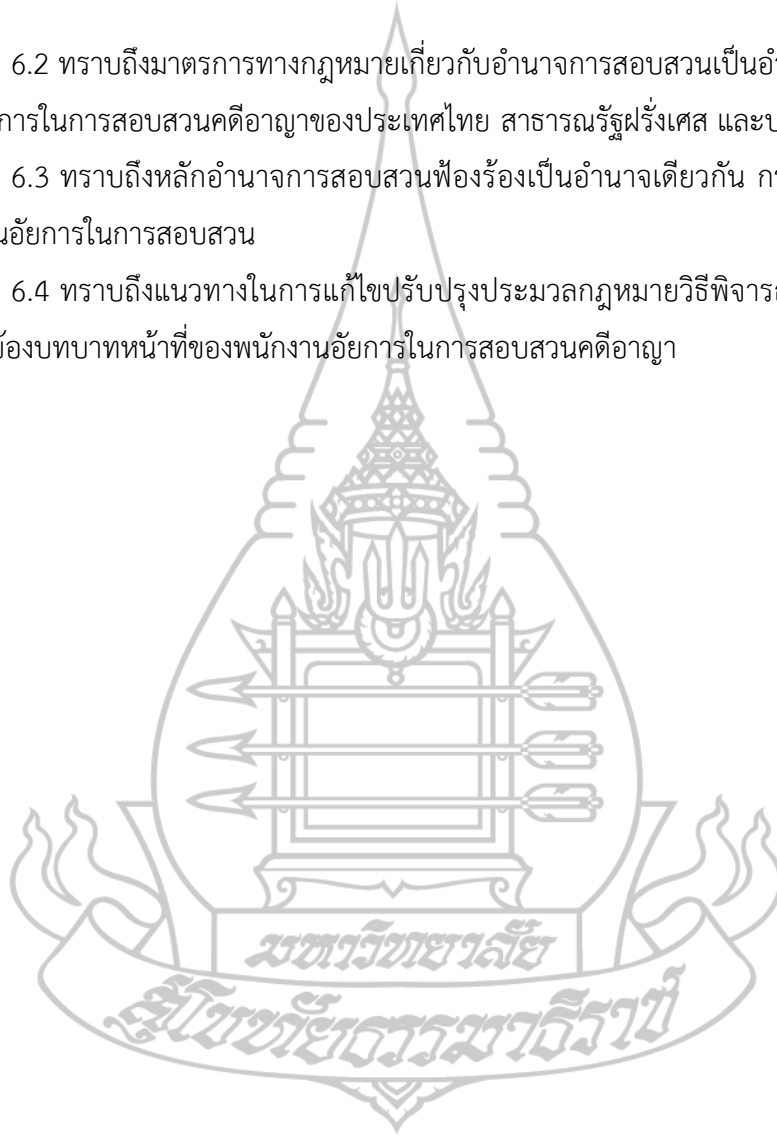 6.2 ทราบถึงมาตรการทางกฎหมายเกี่ยวกับอำนาจการสอบสวนเป็น
การในการสอบสวนคดีอาญาของประเทศไทย สาธารณรัฐฝรั่งเศส และ
6.3 ทราบถึงหลักอำนาจการสอบสวนฟ้องร้องเป็นอำนาจเดียวกัน
นอัยการในการสอบสวน
6.4 ทราบถึงแนวทางในการแก้ไขปรับปรุงประมวลกฎหมายวิธี
ข้องบทบาทหน้าที่ของพนักงานอัยการในการสอบสวนคดีอาญา
มหาวิทยาลัย
สุโขทัยธรรมาธิราช